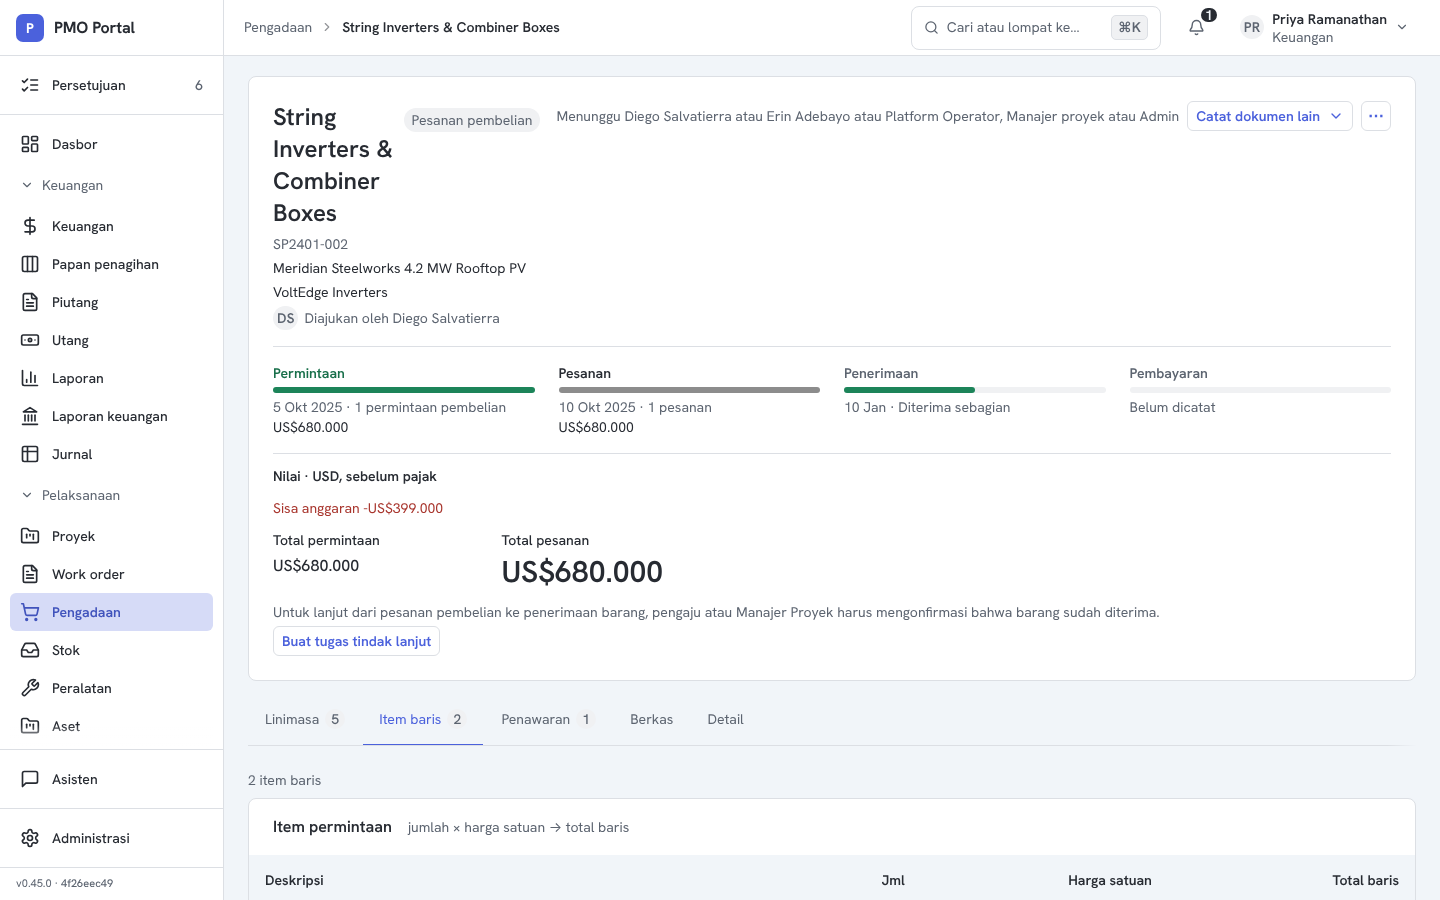 P PMO Portal
Pengadaan > String Inverters & Combiner Boxes
Cari atau lompat ke... ⌘K
1
PR Priya Ramanathan
Keuangan
Persetujuan 6
Dasbor
Keuangan
Keuangan
Papan penagihan
Piutang
Utang
Laporan
Laporan keuangan
Jurnal
Pelaksanaan
Proyek
Work order
Pengadaan
Stok
Peralatan
Aset
Asisten
Administrasi
v0.45.0 · 4f26eec49
String
Inverters &
Combiner
Boxes
Pesanan pembelian
Menunggu Diego Salvatierra atau Erin Adebayo atau Platform Operator, Manajer proyek atau Admin
Catat dokumen lain
SP2401-002
Meridian Steelworks 4.2 MW Rooftop PV
VoltEdge Inverters
DS Diajukan oleh Diego Salvatierra
Permintaan
5 Okt 2025 · 1 permintaan pembelian
US$680.000
Pesanan
10 Okt 2025 · 1 pesanan
US$680.000
Penerimaan
10 Jan · Diterima sebagian
Pembayaran
Belum dicatat
Nilai · USD, sebelum pajak
Sisa anggaran -US$399.000
Total permintaan
US$680.000
Total pesanan
US$680.000
Untuk lanjut dari pesanan pembelian ke penerimaan barang, pengaju atau Manajer Proyek harus mengonfirmasi bahwa barang sudah diterima.
Buat tugas tindak lanjut
Linimasa 5 Item baris 2 Penawaran 1 Berkas Detail
2 item baris
Item permintaan jumlah × harga satuan → total baris
Deskripsi Jml Harga satuan Total baris